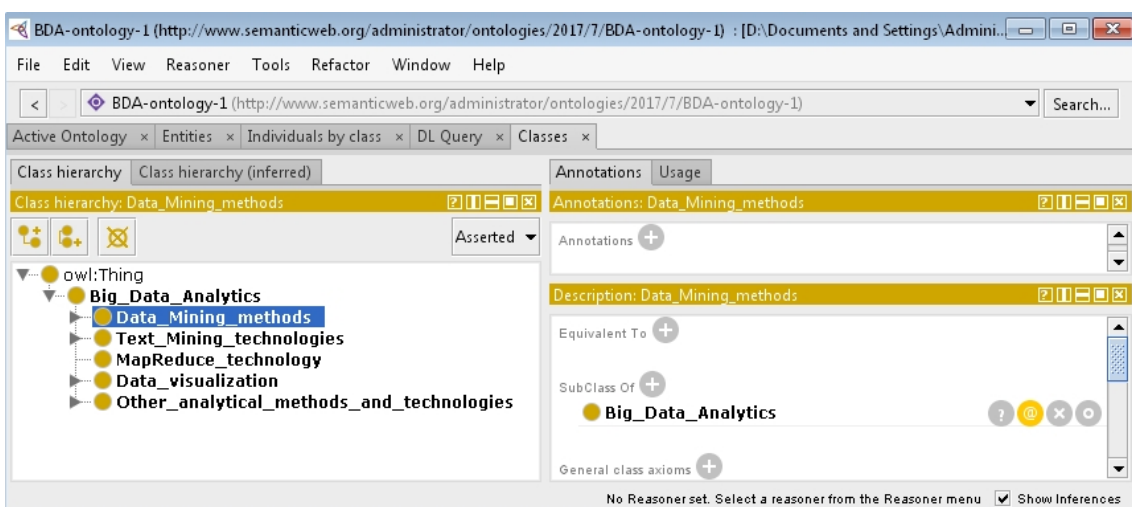 BDA-ontology-1 (http://www.semanticweb.org/administrator/ontologies/2017/7/BDA-ontology-1) : [D:\Documents and Settings\Admini...
File Edit View Reasoner Tools Refactor Window Help
< > BDA-ontology-1 (http://www.semanticweb.org/administrator/ontologies/2017/7/BDA-ontology-1) Search...
Active Ontology × Entities × Individuals by class × DL Query × Classes ×
Class hierarchy Class hierarchy (inferred)
Class hierarchy: Data_Mining_methods
Asserted
owl:Thing
Big_Data_Analytics
Data_Mining_methods
Text_Mining_technologies
MapReduce_technology
Data_visualization
Other_analytical_methods_and_technologies
Annotations Usage
Annotations: Data_Mining_methods
Annotations
Description: Data_Mining_methods
Equivalent To
SubClass Of
Big_Data_Analytics
General class axioms
No Reasoner set. Select a reasoner from the Reasoner menu Show Inferences